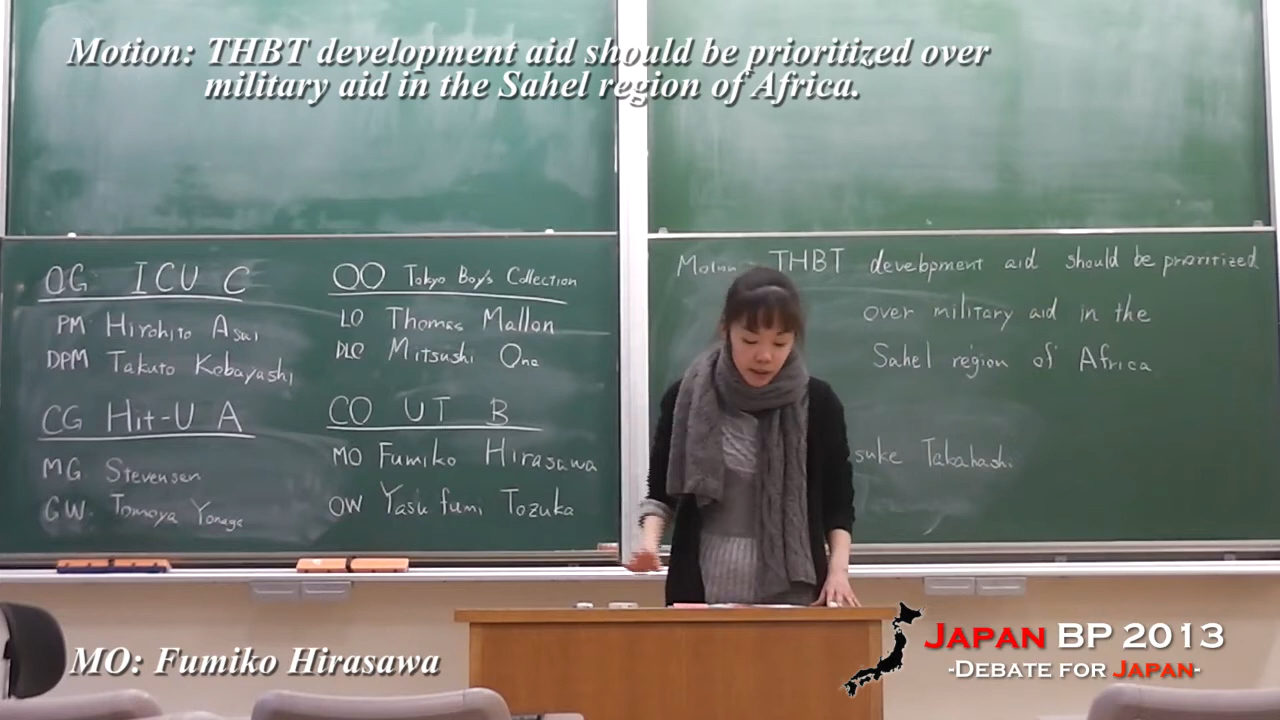 Motion: THBT development aid should be prioritized over
military aid in the Sahel region of Africa.
OG ICU C
PM Hirohito Asai
DPM Takuto Kobayashi
CG Hit-U A
MG Stevensen
GW Tomoya Yonaga
OO Tokyo Boy's Collection
LO Thomas Mallon
DLO Mitsushi Ono
CO UT B
MO Fumiko Hirasawa
OW Yasufumi Tozuka
Motion THBT development aid should be prioritized
over military aid in the
Sahel region of Africa
suke Takahashi
MO: Fumiko Hirasawa
JAPAN BP 2013
-DEBATE FOR JAPAN-